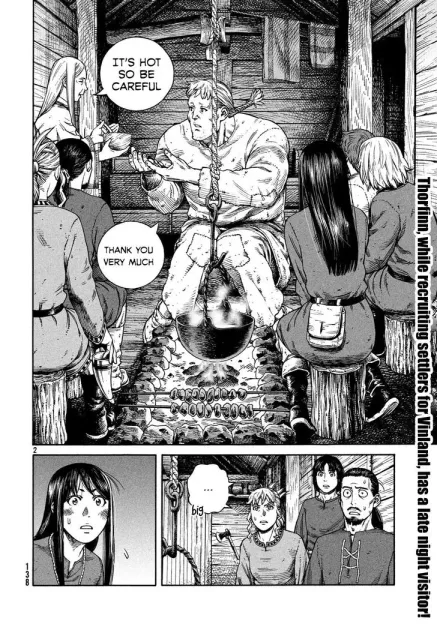 IT'S HOT
SO BE
CAREFUL
THANK YOU
VERY MUCH
Thorfinn, while recruiting settlers for Vinland, has a late night visitor!
2
...
big
138